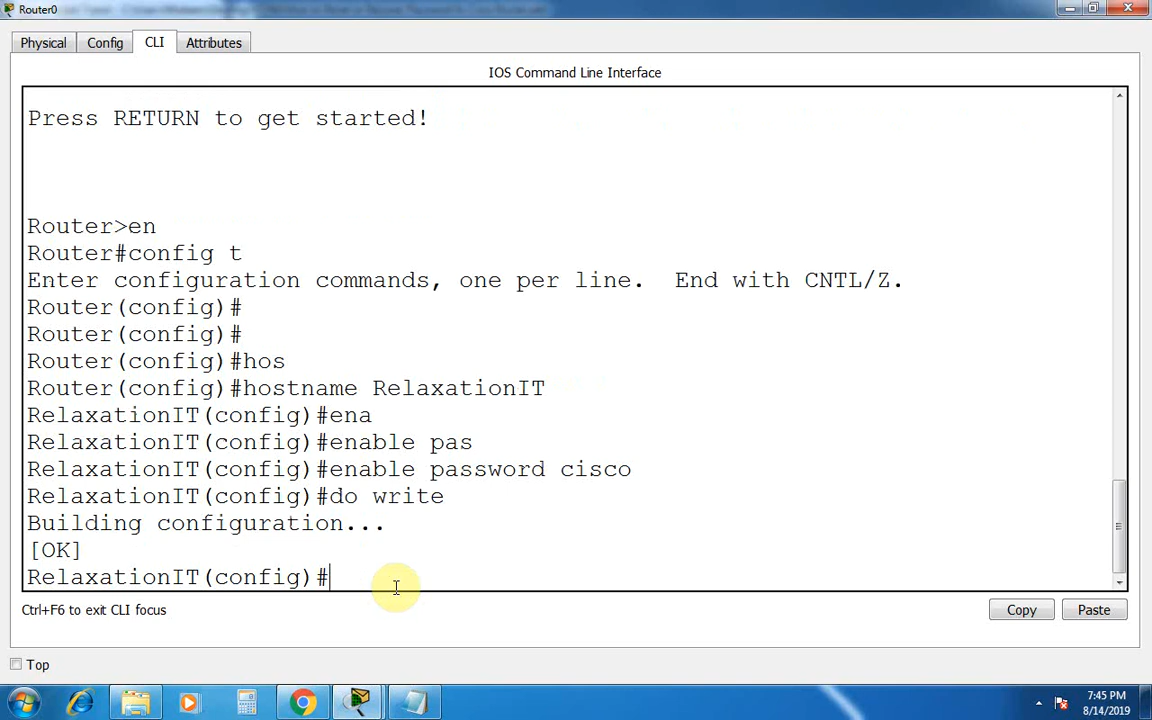 Router0
Physical Config CLI Attributes
IOS Command Line Interface
Press RETURN to get started!
Router>en
Router#config t
Enter configuration commands, one per line.  End with CNTL/Z.
Router(config)#
Router(config)#
Router(config)#hos
Router(config)#hostname RelaxationIT
RelaxationIT(config)#ena
RelaxationIT(config)#enable pas
RelaxationIT(config)#enable password cisco
RelaxationIT(config)#do write
Building configuration...
[OK]
RelaxationIT(config)#
Ctrl+F6 to exit CLI focus
Copy Paste
Top
7:45 PM
8/14/2019